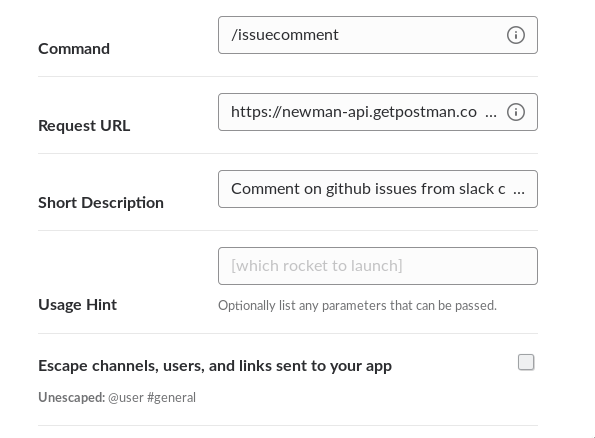 Command
/issuecomment
Request URL
https://newman-api.getpostman.co ...
Short Description
Comment on github issues from slack c ...
Usage Hint
[which rocket to launch]
Optionally list any parameters that can be passed.
Escape channels, users, and links sent to your app
Unescaped: @user #general